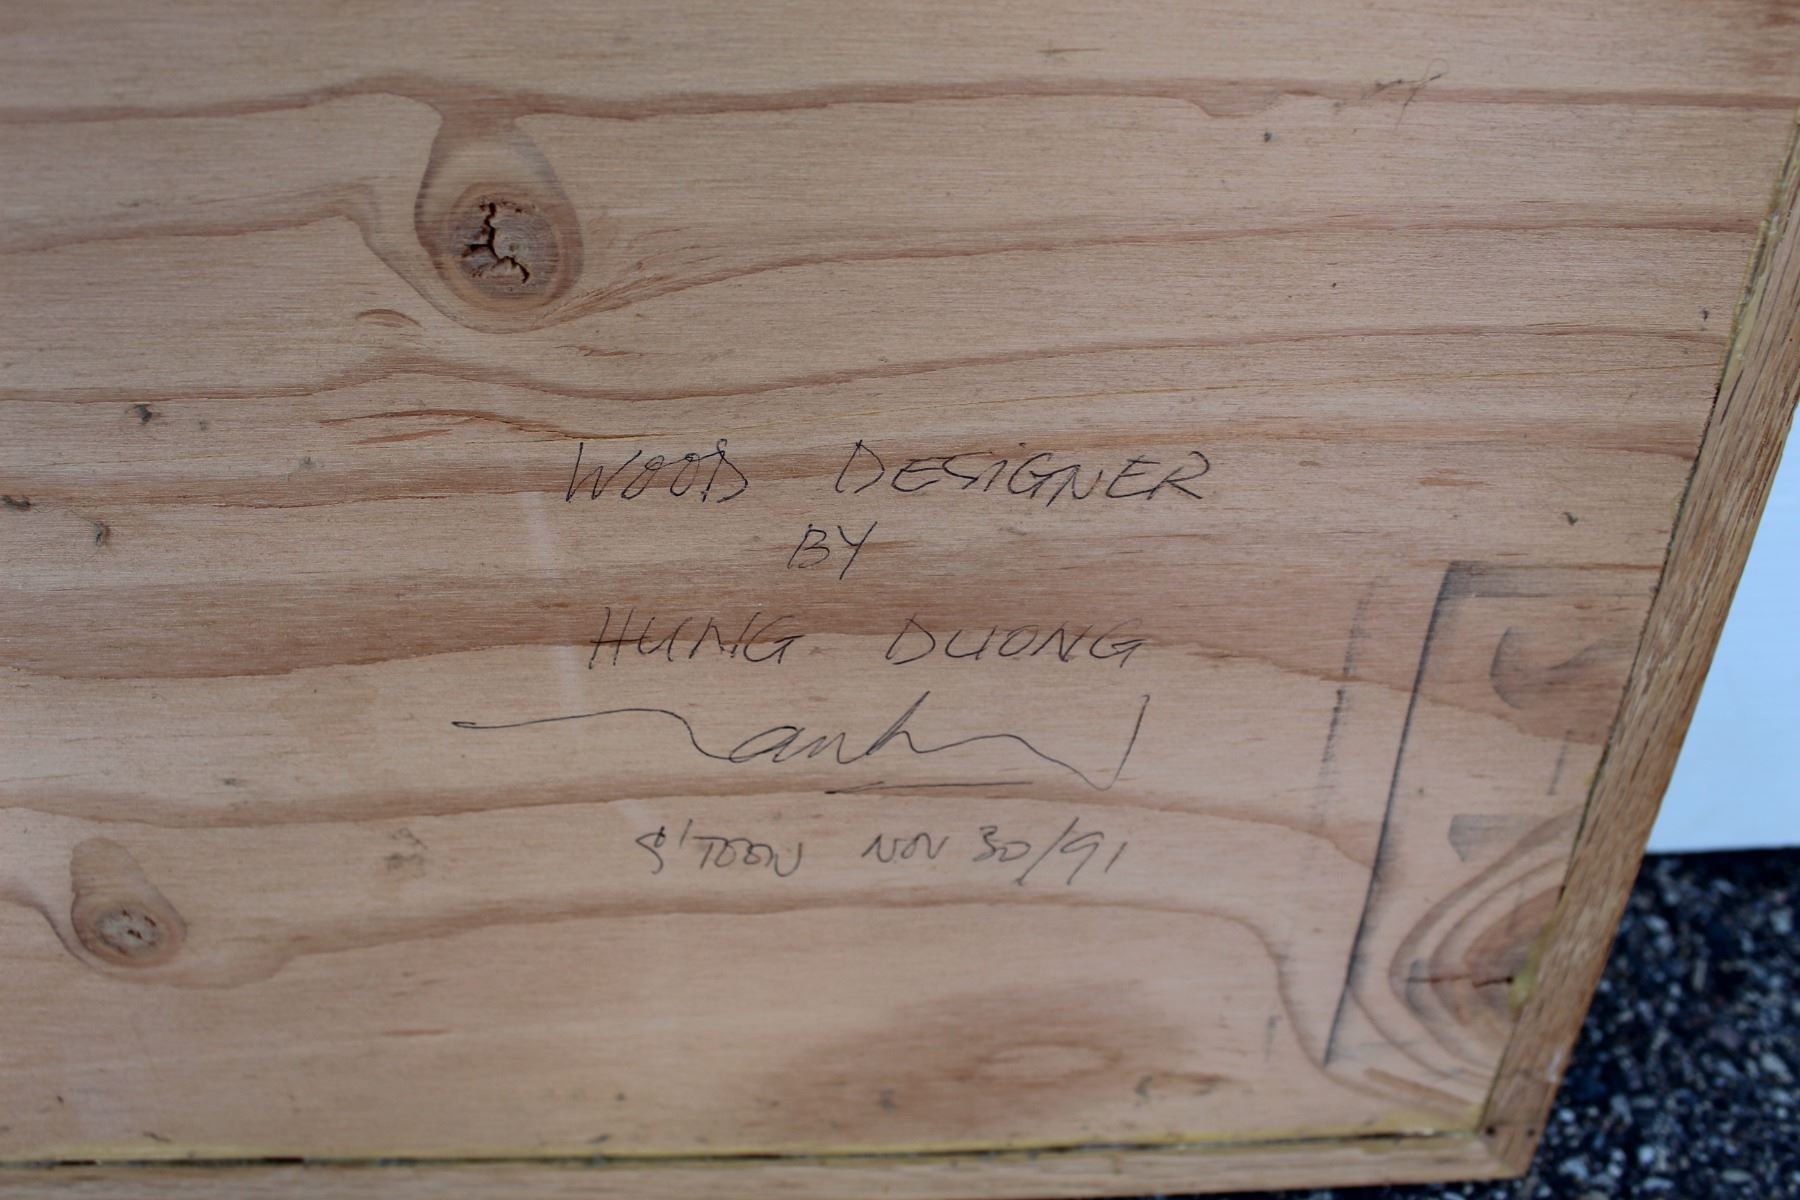 WOOD DESIGNER
BY
HUNG DUONG
S'TOON NOV 30/91